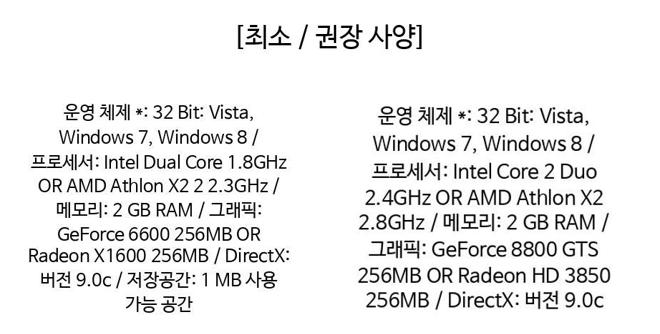 [최소 / 권장 사양]
운영 체제 *: 32 Bit: Vista,
Windows 7, Windows 8 /
프로세서: Intel Dual Core 1.8GHz
OR AMD Athlon X2 2 2.3GHz /
메모리: 2 GB RAM / 그래픽:
GeForce 6600 256MB OR
Radeon X1600 256MB / DirectX:
버전 9.0c / 저장공간: 1 MB 사용
가능 공간
운영 체제 *: 32 Bit: Vista,
Windows 7, Windows 8 /
프로세서: Intel Core 2 Duo
2.4GHz OR AMD Athlon X2
2.8GHz / 메모리: 2 GB RAM /
그래픽: GeForce 8800 GTS
256MB OR Radeon HD 3850
256MB / DirectX: 버전 9.0c